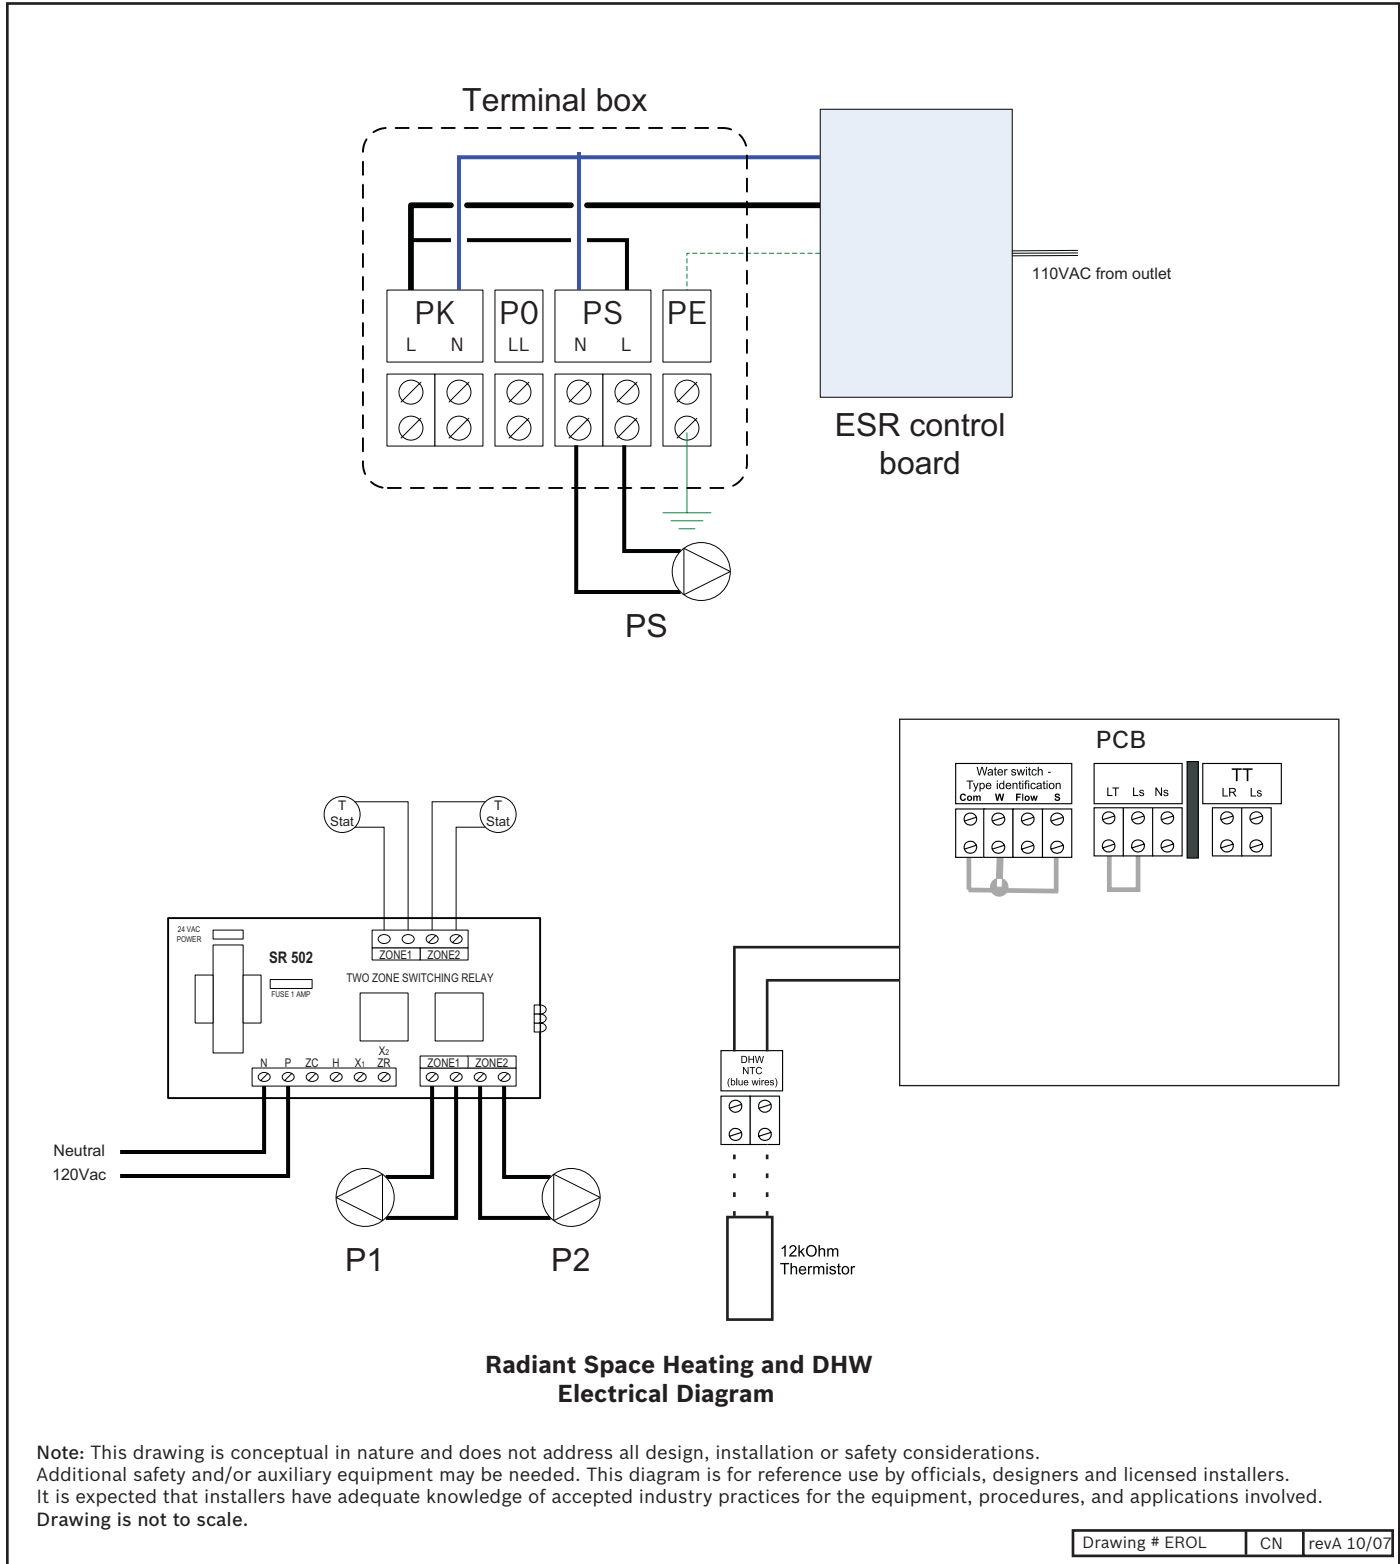 Terminal box
110VAC from outlet
PK P0 PS PE
L N LL N L
ESR control
board
PS
PCB
Water switch -
Type identification
Com W Flow S
LT Ls Ns
TT
LR Ls
T
Stat
T
Stat
24 VAC
POWER
SR 502
FUSE 1 AMP
ZONE1 ZONE2
TWO ZONE SWITCHING RELAY
X2
N P ZC H X1 ZR
ZONE1 ZONE2
Neutral
120Vac
P1
P2
DHW
NTC
(blue wires)
12kOhm
Thermistor
Radiant Space Heating and DHW
Electrical Diagram
Note: This drawing is conceptual in nature and does not address all design, installation or safety considerations.
Additional safety and/or auxiliary equipment may be needed. This diagram is for reference use by officials, designers and licensed installers.
It is expected that installers have adequate knowledge of accepted industry practices for the equipment, procedures, and applications involved.
Drawing is not to scale.
Drawing # EROL CN revA 10/07